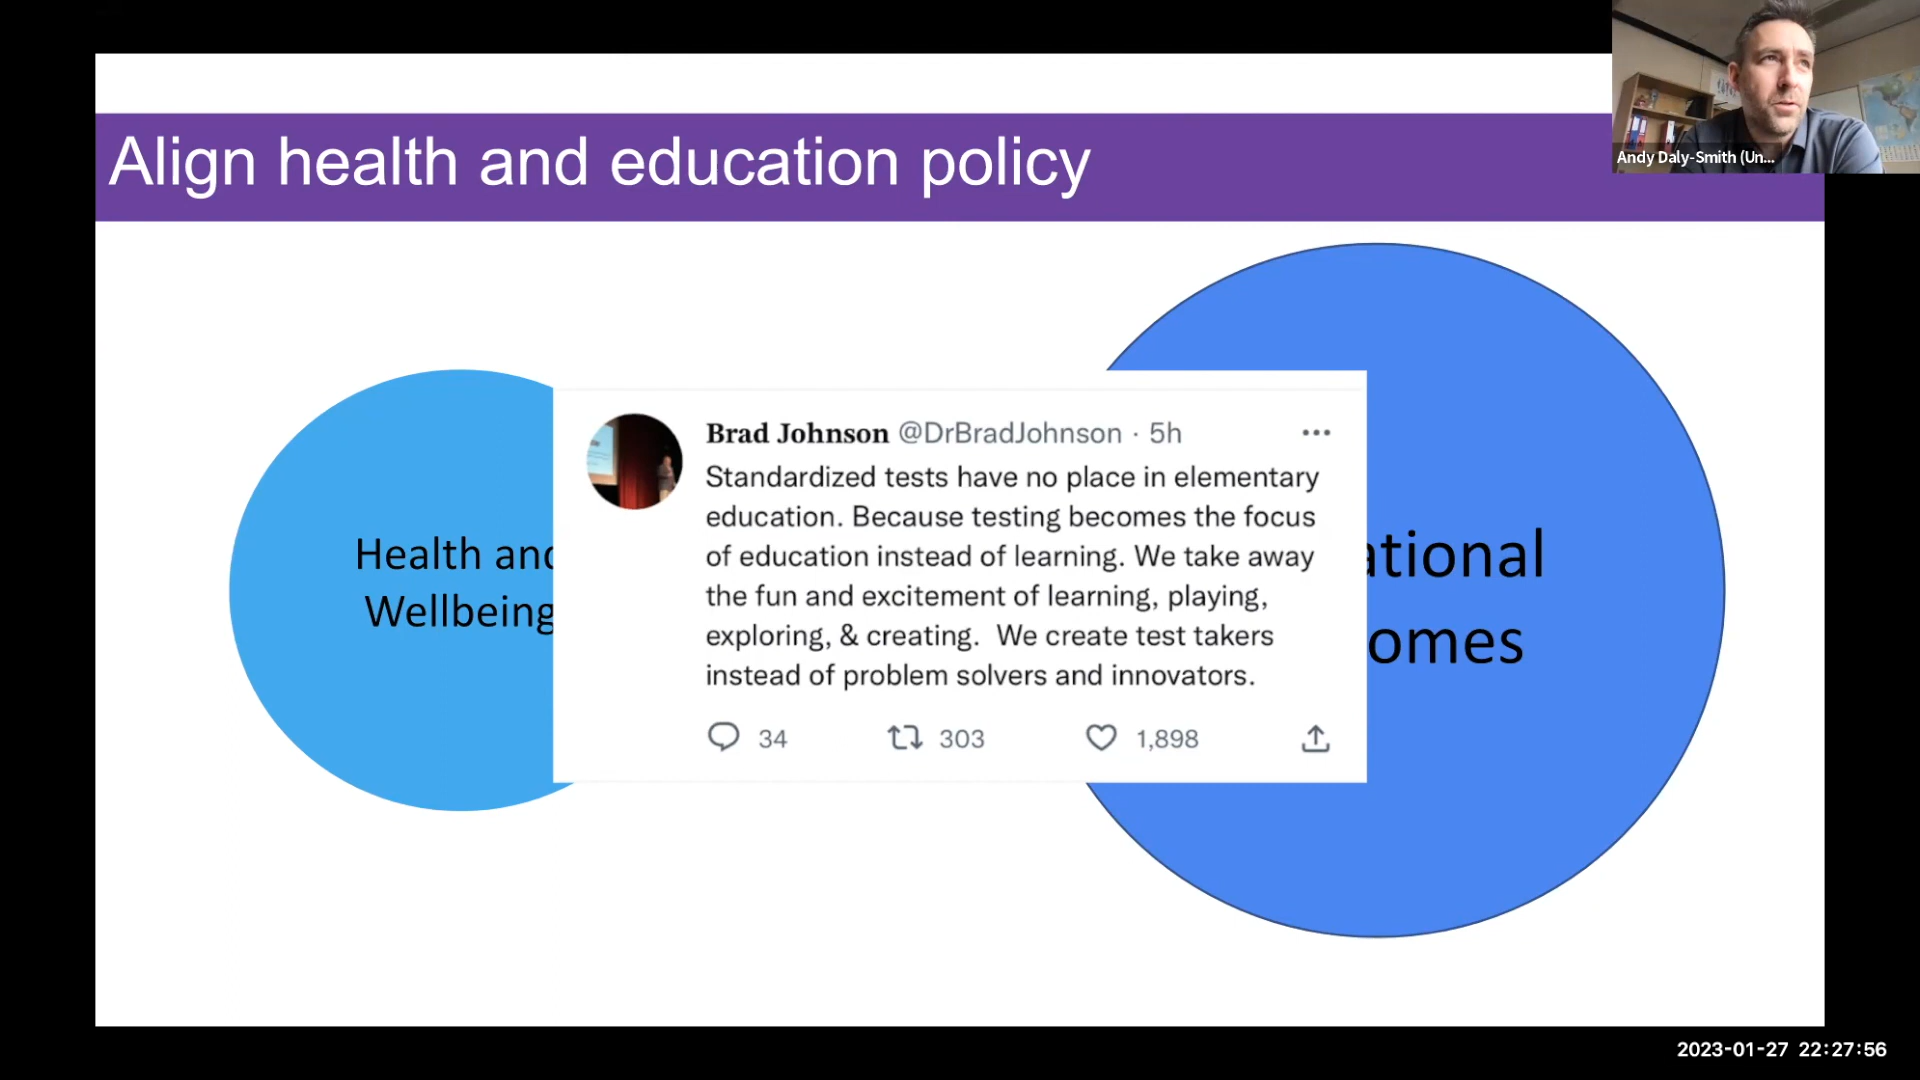 Align health and education policy
Andy Daly-Smith (Un...
Health and
Wellbeing
Brad Johnson @DrBradJohnson · 5h
Standardized tests have no place in elementary
education. Because testing becomes the focus
of education instead of learning. We take away
the fun and excitement of learning, playing,
exploring, & creating. We create test takers
instead of problem solvers and innovators.
34 303 1,898
ational
omes
2023-01-27 22:27:56